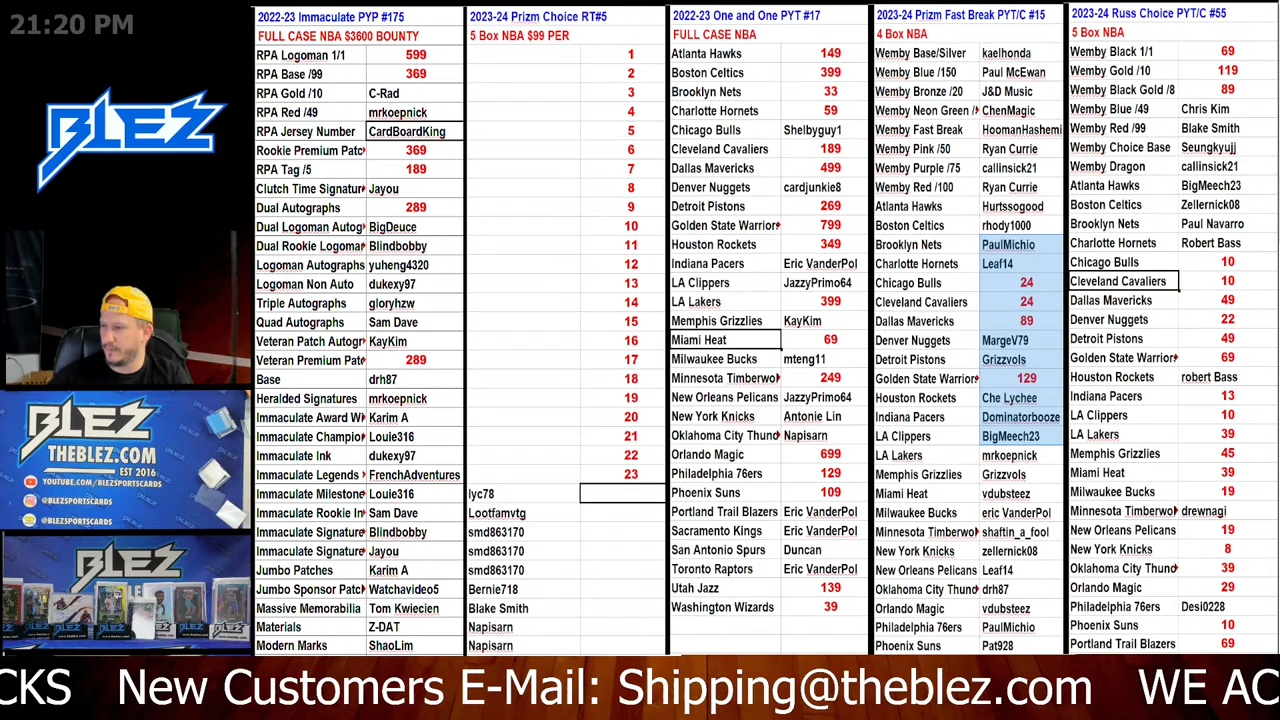 21:20 PM
BLEZ
BLEZ
THEBLEZ.COM
EST 2016
YOUTUBE.COM/BLEZSPORTSCARDS
@BLEZSPORTSCARDS
@BLEZSPORTSCARDS
BLEZ
2022-23 Immaculate PYP #175
FULL CASE NBA $3600 BOUNTY
RPA Logoman 1/1 599
RPA Base /99 369
RPA Gold /10 C-Rad
RPA Red /49 mrkoepnick
RPA Jersey Number CardBoardKing
Rookie Premium Patc 369
RPA Tag /5 189
Clutch Time Signatur Jayou
Dual Autographs 289
Dual Logoman Autog BigDeuce
Dual Rookie Logoma Blindbobby
Logoman Autographs yuheng4320
Logoman Non Auto dukexy97
Triple Autographs gloryhzw
Quad Autographs Sam Dave
Veteran Patch Autogr KayKim
Veteran Premium Pat 289
Base drh87
Heralded Signatures mrkoepnick
Immaculate Award W Karim A
Immaculate Champio Louie316
Immaculate Ink dukexy97
Immaculate Legends FrenchAdventures
Immaculate Milestone Louie316
Immaculate Rookie In Sam Dave
Immaculate Signatur Blindbobby
Immaculate Signatur Jayou
Jumbo Patches Karim A
Jumbo Sponsor Patc Watchavideo5
Massive Memorabilia Tom Kwiecien
Materials Z-DAT
Modern Marks ShaoLim
2023-24 Prizm Choice RT#5
5 Box NBA $99 PER
1
2
3
4
5
6
7
8
9
10
11
12
13
14
15
16
17
18
19
20
21
22
23
lyc78
Lootfamvtg
smd863170
smd863170
smd863170
Bernie718
Blake Smith
Napisarn
Napisarn
2022-23 One and One PYT #17
FULL CASE NBA
Atlanta Hawks 149
Boston Celtics 399
Brooklyn Nets 33
Charlotte Hornets 59
Chicago Bulls Shelbyguy1
Cleveland Cavaliers 189
Dallas Mavericks 499
Denver Nuggets cardjunkie8
Detroit Pistons 269
Golden State Warrior 799
Houston Rockets 349
Indiana Pacers Eric VanderPol
LA Clippers JazzyPrimo64
LA Lakers 399
Memphis Grizzlies KayKim
Miami Heat 69
Milwaukee Bucks mteng11
Minnesota Timberwo 249
New Orleans Pelicans JazzyPrimo64
New York Knicks Antonie Lin
Oklahoma City Thund Napisarn
Orlando Magic 699
Philadelphia 76ers 129
Phoenix Suns 109
Portland Trail Blazers Eric VanderPol
Sacramento Kings Eric VanderPol
San Antonio Spurs Duncan
Toronto Raptors Eric VanderPol
Utah Jazz 139
Washington Wizards 39
2023-24 Prizm Fast Break PYT/C #15
4 Box NBA
Wemby Base/Silver kaelhonda
Wemby Blue /150 Paul McEwan
Wemby Bronze /20 J&D Music
Wemby Neon Green / ChenMagic
Wemby Fast Break HoomanHashemi
Wemby Pink /50 Ryan Currie
Wemby Purple /75 callinsick21
Wemby Red /100 Ryan Currie
Atlanta Hawks Hurtssogood
Boston Celtics rhody1000
Brooklyn Nets PaulMichio
Charlotte Hornets Leaf14
Chicago Bulls 24
Cleveland Cavaliers 24
Dallas Mavericks 89
Denver Nuggets MargeV79
Detroit Pistons Grizzvols
Golden State Warrior 129
Houston Rockets Che Lychee
Indiana Pacers Dominatorbooze
LA Clippers BigMeech23
LA Lakers mrkoepnick
Memphis Grizzlies Grizzvols
Miami Heat vdubsteez
Milwaukee Bucks eric VanderPol
Minnesota Timberwo shaftin_a_fool
New York Knicks zellernick08
New Orleans Pelicans Leaf14
Oklahoma City Thund drh87
Orlando Magic vdubsteez
Philadelphia 76ers PaulMichio
Phoenix Suns Pat928
2023-24 Russ Choice PYT/C #55
5 Box NBA
Wemby Black 1/1 69
Wemby Gold /10 119
Wemby Black Gold /8 89
Wemby Blue /49 Chris Kim
Wemby Red /99 Blake Smith
Wemby Choice Base Seungkyujj
Wemby Dragon callinsick21
Atlanta Hawks BigMeech23
Boston Celtics Zellernick08
Brooklyn Nets Paul Navarro
Charlotte Hornets Robert Bass
Chicago Bulls 10
Cleveland Cavaliers 10
Dallas Mavericks 49
Denver Nuggets 22
Detroit Pistons 49
Golden State Warrior 69
Houston Rockets robert Bass
Indiana Pacers 13
LA Clippers 10
LA Lakers 39
Memphis Grizzlies 45
Miami Heat 39
Milwaukee Bucks 19
Minnesota Timberwo drewnagi
New Orleans Pelicans 19
New York Knicks 8
Oklahoma City Thund 39
Orlando Magic 29
Philadelphia 76ers Desi0228
Phoenix Suns 10
Portland Trail Blazers 69
CKS New Customers E-Mail: Shipping@theblez.com WE AC